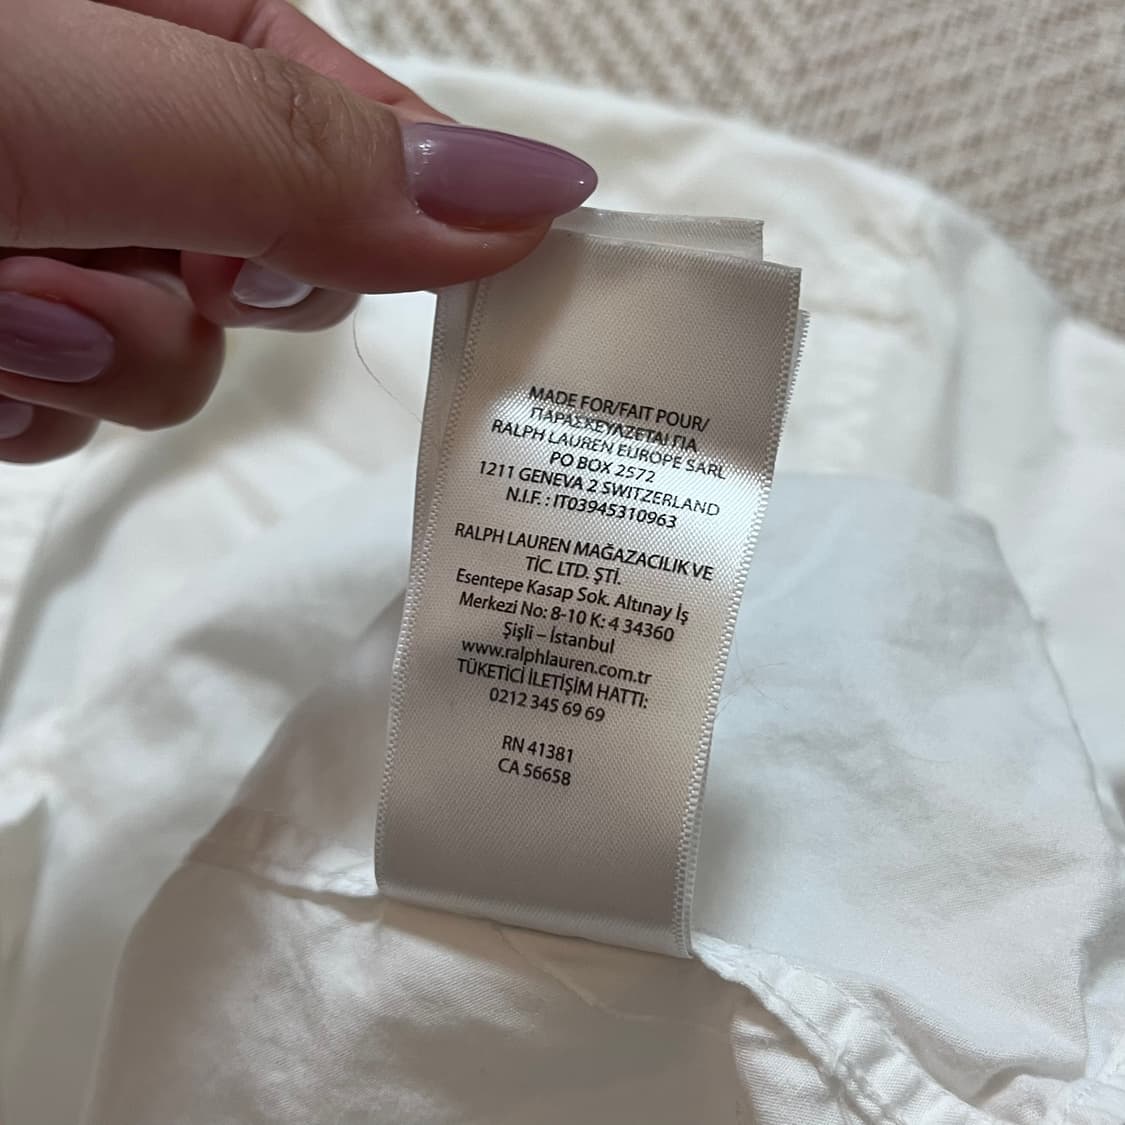 MADE FOR/FAIT POUR/
ΠΑΡΑΣΚΕΥΑΖΕΤΑΙ ΓΙΑ
RALPH LAUREN EUROPE SARL
PO BOX 2572
1211 GENEVA 2 SWITZERLAND
N.I.F. : IT03945310963
RALPH LAUREN MAĞAZACILIK VE
TİC. LTD. ŞTİ.
Esentepe Kasap Sok. Altınay İş
Merkezi No: 8-10 K: 4 34360
Şişli – İstanbul
www.ralphlauren.com.tr
TÜKETİCİ İLETİŞİM HATTI:
0212 345 69 69
RN 41381
CA 56658